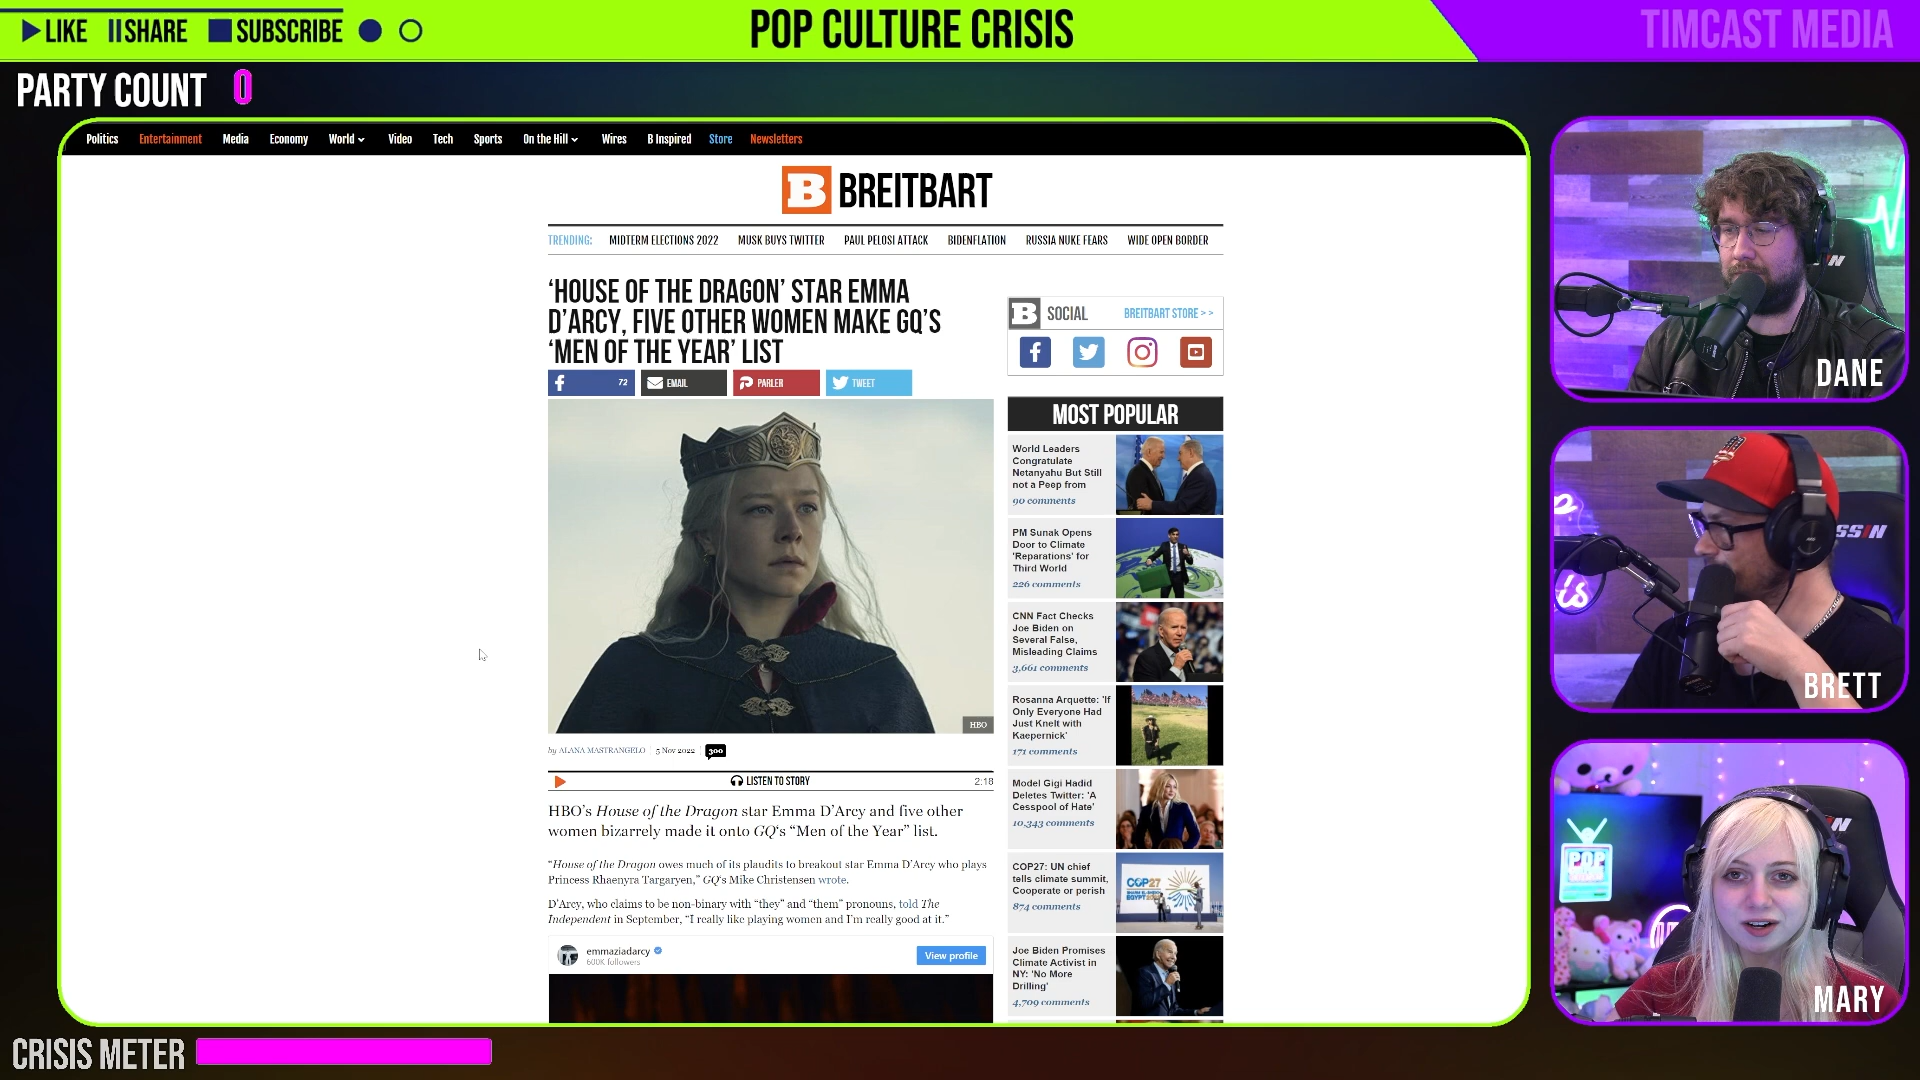 LIKE SHARE SUBSCRIBE
POP CULTURE CRISIS
TIMCAST MEDIA
PARTY COUNT 0
Politics Entertainment Media Economy World Video Tech Sports On the Hill Wires B Inspired Store Newsletters
B BREITBART
TRENDING: MIDTERM ELECTIONS 2022 MUSK BUYS TWITTER PAUL PELOSI ATTACK BIDENFLATION RUSSIA NUKE FEARS WIDE OPEN BORDER
‘HOUSE OF THE DRAGON’ STAR EMMA
D’ARCY, FIVE OTHER WOMEN MAKE GQ’S
‘MEN OF THE YEAR’ LIST
72 EMAIL PARLER TWEET
HBO
by ALANA MASTRANGELO | 5 Nov 2022 300
LISTEN TO STORY 2:18
HBO’s House of the Dragon star Emma D’Arcy and five other
women bizarrely made it onto GQ‘s “Men of the Year” list.
“House of the Dragon owes much of its plaudits to breakout star Emma D’Arcy who plays
Princess Rhaenyra Targaryen,” GQ‘s Mike Christensen wrote.
D’Arcy, who claims to be non-binary with “they” and “them” pronouns, told The
Independent in September, “I really like playing women and I’m really good at it.”
emmaziadarcy
600K followers
View profile
B SOCIAL BREITBART STORE > >
MOST POPULAR
World Leaders
Congratulate
Netanyahu But Still
not a Peep from
90 comments
PM Sunak Opens
Door to Climate
'Reparations' for
Third World
226 comments
CNN Fact Checks
Joe Biden on
Several False,
Misleading Claims
3,661 comments
Rosanna Arquette: 'If
Only Everyone Had
Just Knelt with
Kaepernick'
171 comments
Model Gigi Hadid
Deletes Twitter: 'A
Cesspool of Hate'
10,343 comments
COP27: UN chief
tells climate summit,
Cooperate or perish
874 comments
COP27
Joe Biden Promises
Climate Activist in
NY: 'No More
Drilling'
4,709 comments
DANE
SSIN
BRETT
POP
MARY
CRISIS METER